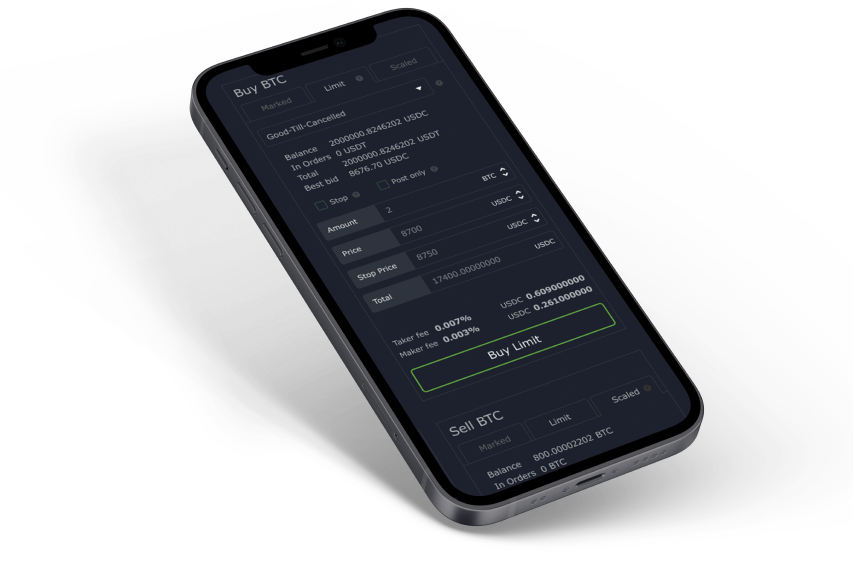 Buy BTC
Marked Limit Scaled
Good-Till-Cancelled
Balance 2000000.8246202 USDC
In Orders 0 USDT
Total 2000000.8246202 USDT
Best bid 8676.70 USDC
Stop Post only
Amount 2 BTC
Price 8700 USDC
Stop Price 8750 USDC
Total 17400.00000000 USDC
Taker fee 0.007% USDC 0.609000000
Maker fee 0.003% USDC 0.261000000
Buy Limit
Sell BTC
Marked Limit Scaled
Balance 800.00002202 BTC
In Orders 0 BTC